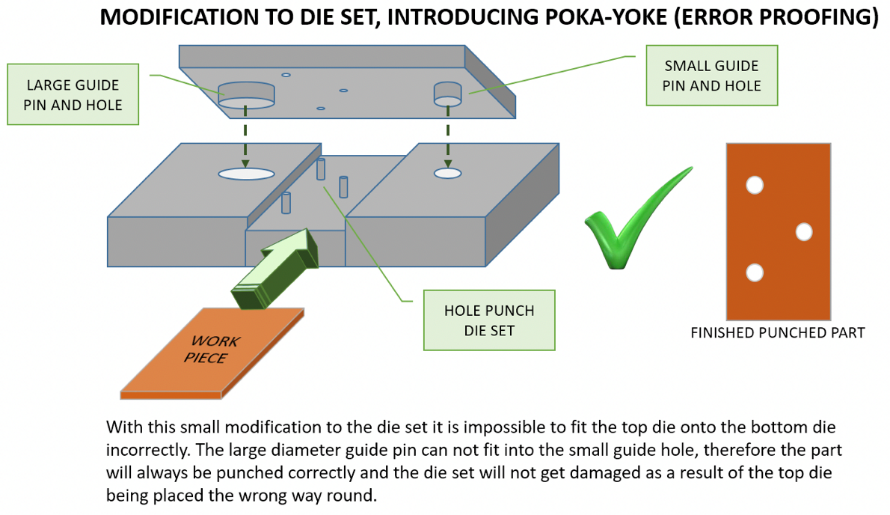 MODIFICATION TO DIE SET, INTRODUCING POKA-YOKE (ERROR PROOFING)
LARGE GUIDE
PIN AND HOLE
SMALL GUIDE
PIN AND HOLE
HOLE PUNCH
DIE SET
WORK
PIECE
FINISHED PUNCHED PART
With this small modification to the die set it is impossible to fit the top die onto the bottom die
incorrectly. The large diameter guide pin can not fit into the small guide hole, therefore the part
will always be punched correctly and the die set will not get damaged as a result of the top die
being placed the wrong way round.